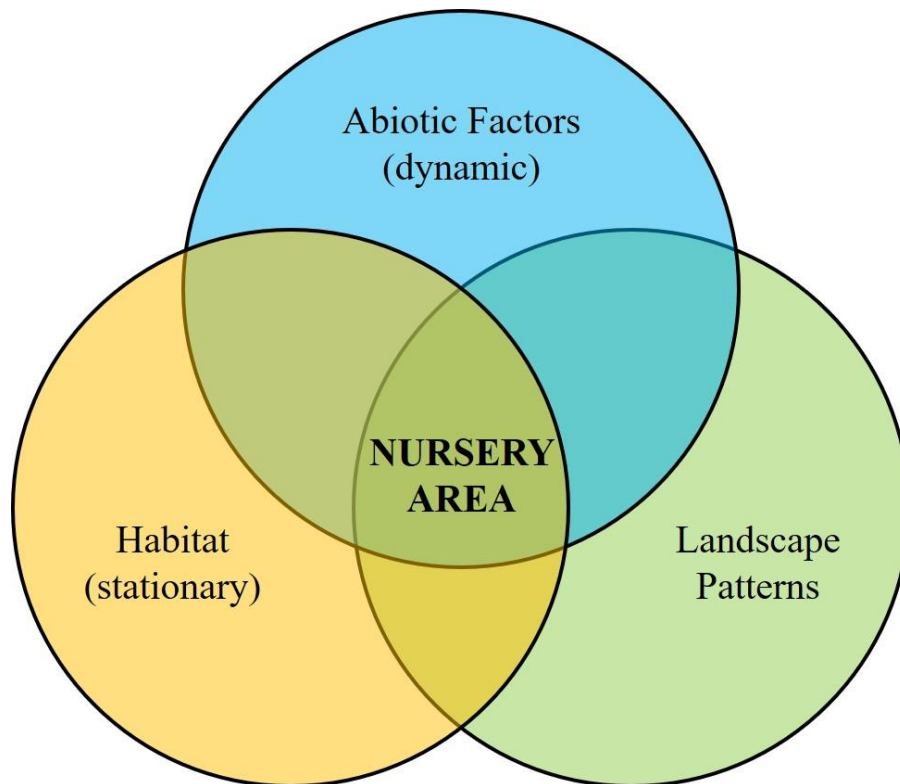 Abiotic Factors
(dynamic)
NURSERY
AREA
Habitat
(stationary)
Landscape
Patterns